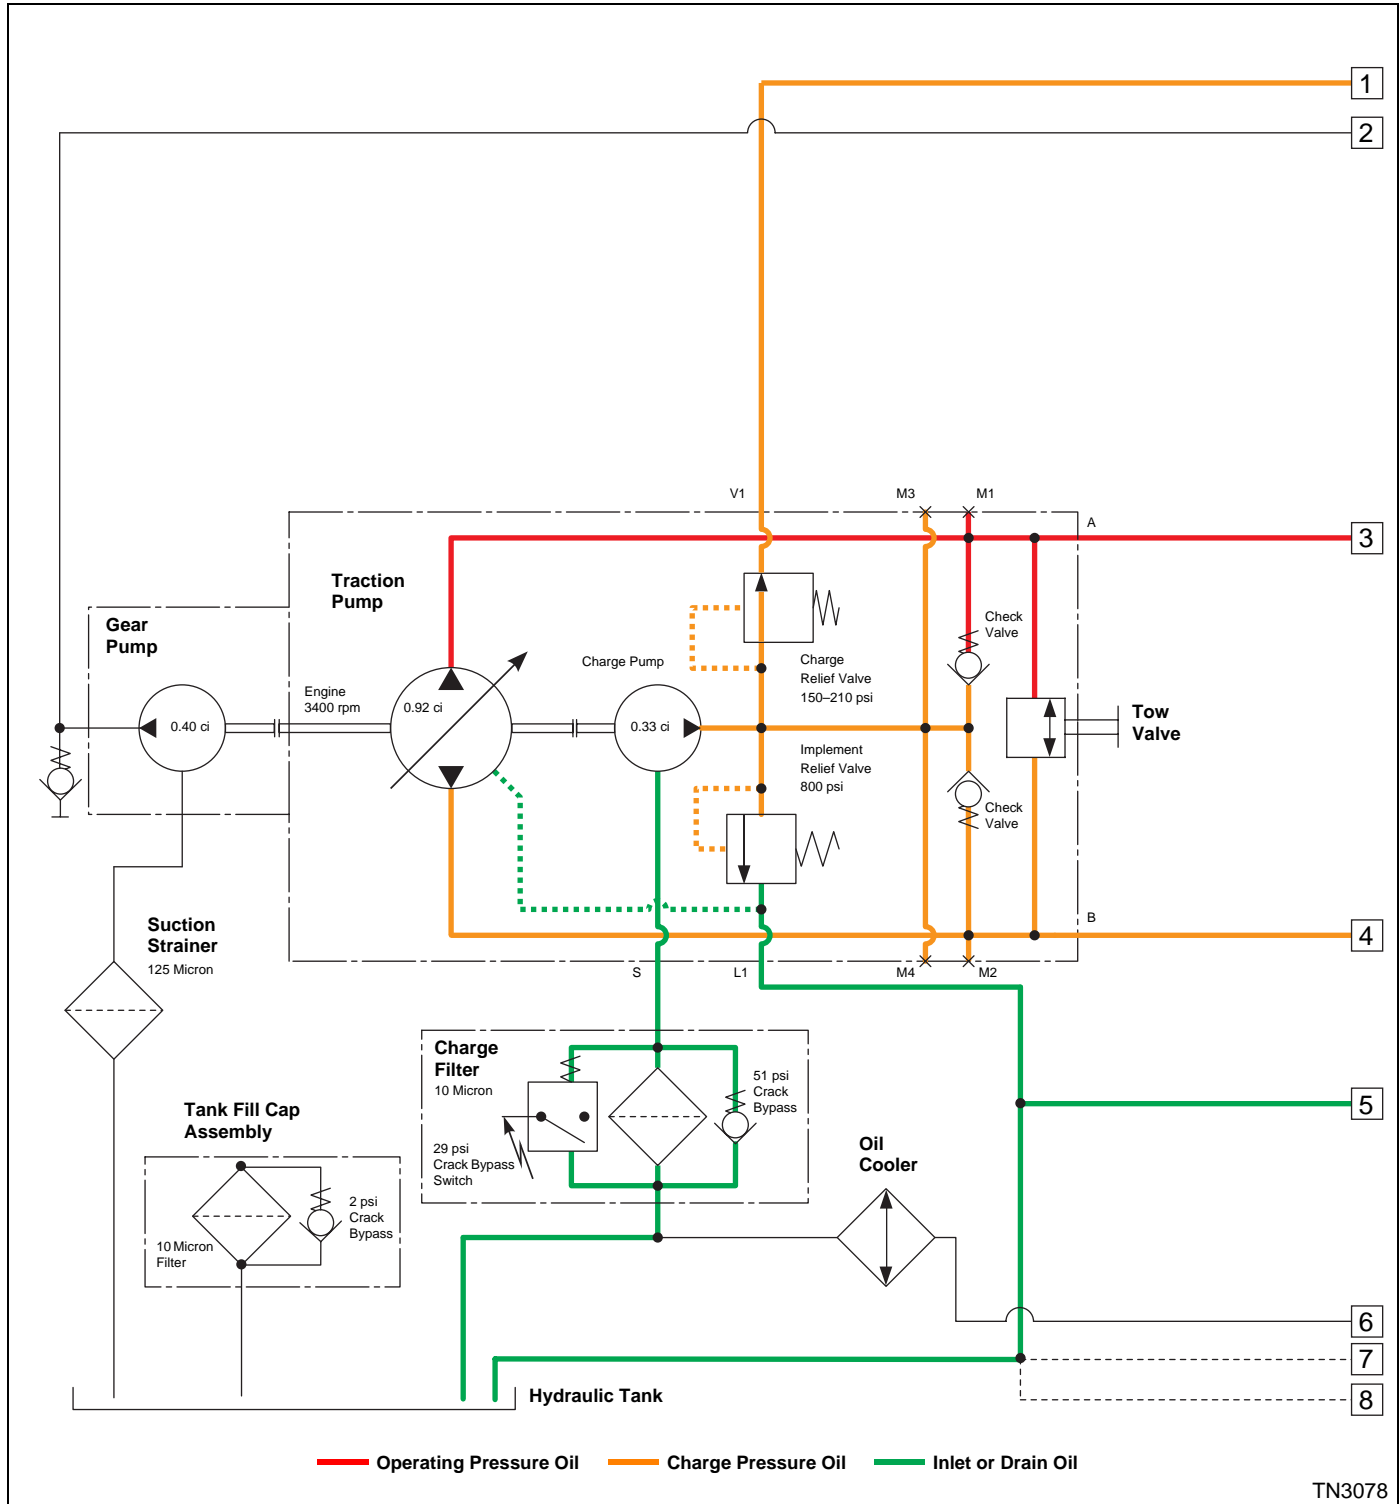 1
2
V1
M3
M1
A
3
Traction
Pump
Gear
Pump
Check
Valve
Charge Pump
Charge
Relief Valve
150–210 psi
Engine
3400 rpm
0.40 ci
0.92 ci
0.33 ci
Tow
Valve
Implement
Relief Valve
800 psi
Check
Valve
Suction
Strainer
125 Micron
B
4
S
L1
M4
M2
Charge
Filter
10 Micron
51 psi
Crack
Bypass
29 psi
Crack Bypass
Switch
5
Tank Fill Cap
Assembly
2 psi
Crack
Bypass
10 Micron
Filter
Oil
Cooler
6
7
8
Hydraulic Tank
Operating Pressure Oil
Charge Pressure Oil
Inlet or Drain Oil
TN3078